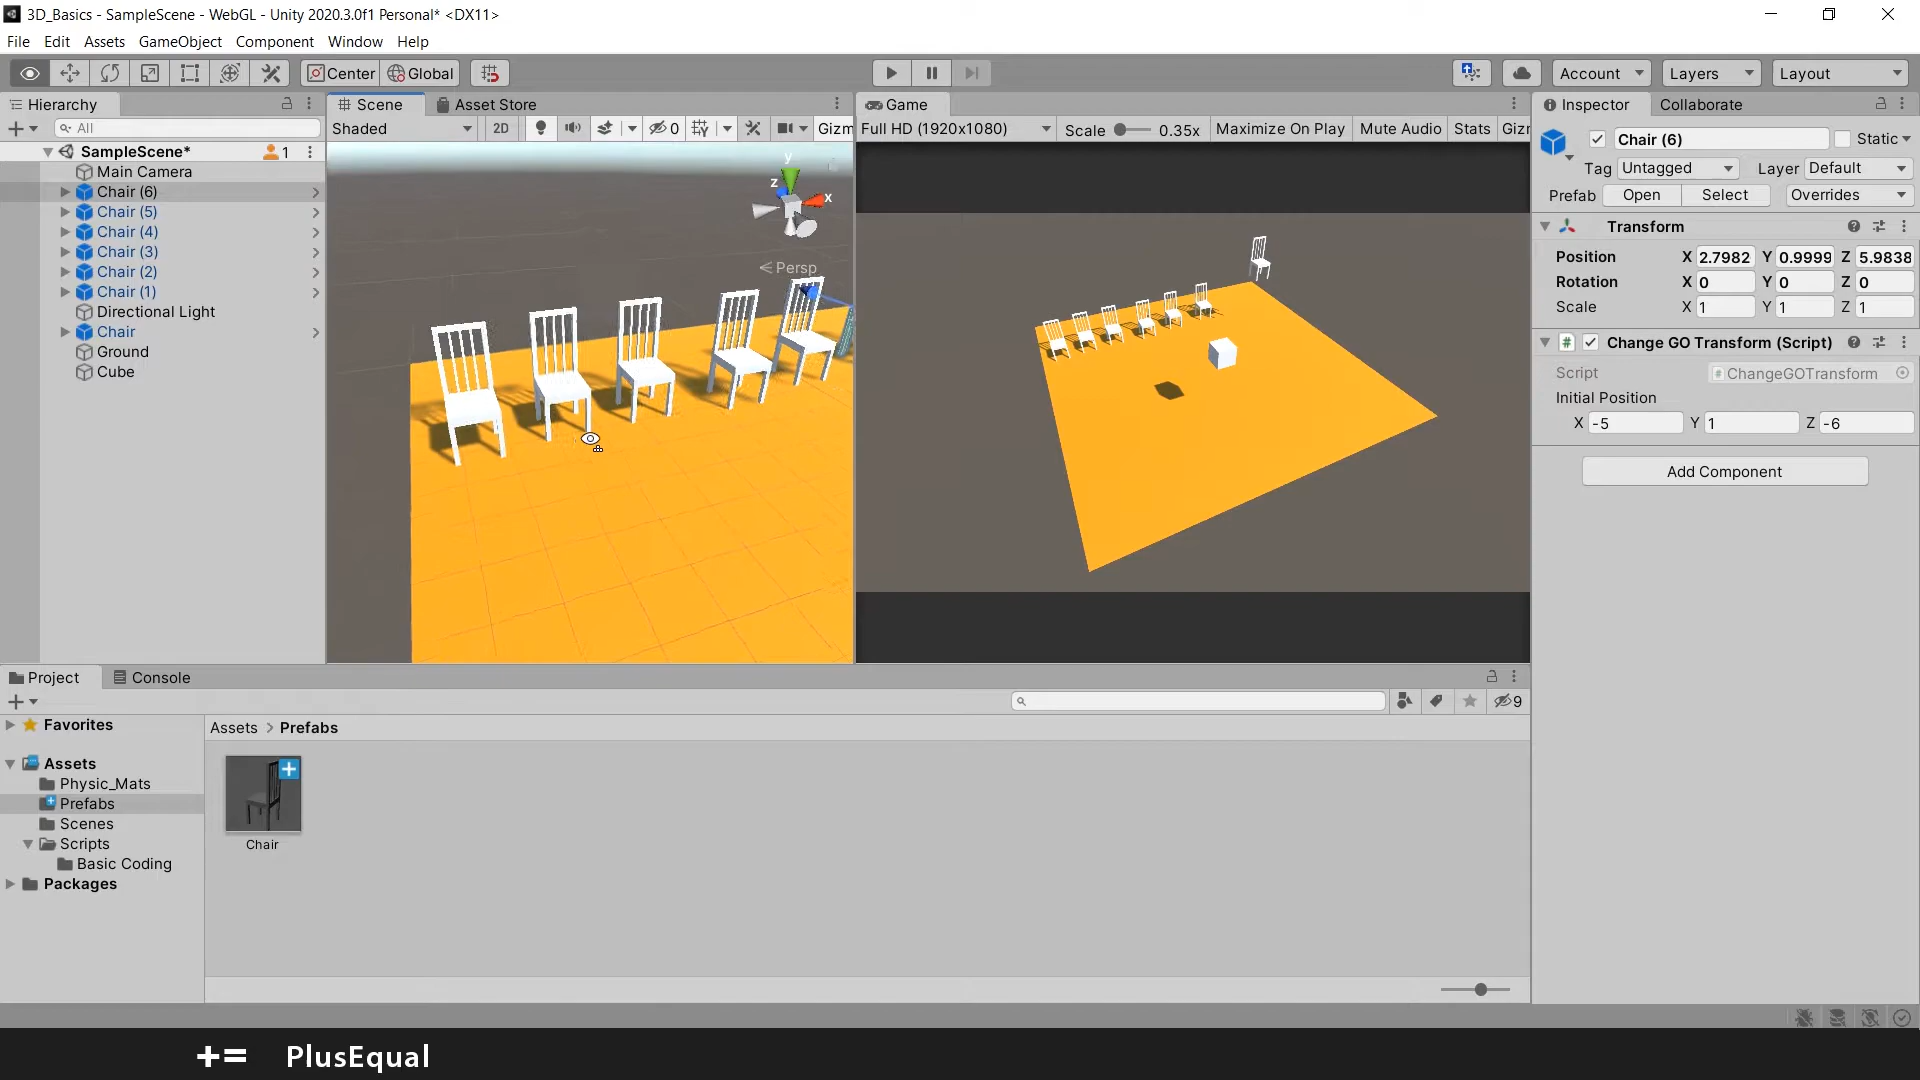 3D_Basics - SampleScene - WebGL - Unity 2020.3.0f1 Personal* <DX11>
File Edit Assets GameObject Component Window Help
Center Global Account Layers Layout
Hierarchy
All
SampleScene* 1
Main Camera
Chair (6)
Chair (5)
Chair (4)
Chair (3)
Chair (2)
Chair (1)
Directional Light
Chair
Ground
Cube
Scene Asset Store
Shaded 2D 0 Gizm
y
z
x
Persp
Game
Full HD (1920x1080) Scale 0.35x Maximize On Play Mute Audio Stats Giz
Inspector Collaborate
Chair (6) Static
Tag Untagged Layer Default
Prefab Open Select Overrides
Transform
Position X 2.7982 Y 0.9999 Z 5.9838
Rotation X 0 Y 0 Z 0
Scale X 1 Y 1 Z 1
# Change GO Transform (Script)
Script ChangeGOTransform
Initial Position
X -5 Y 1 Z -6
Add Component
Project Console
9
Favorites
Assets
Physic_Mats
Prefabs
Scenes
Scripts
Basic Coding
Packages
Assets > Prefabs
Chair
+= PlusEqual